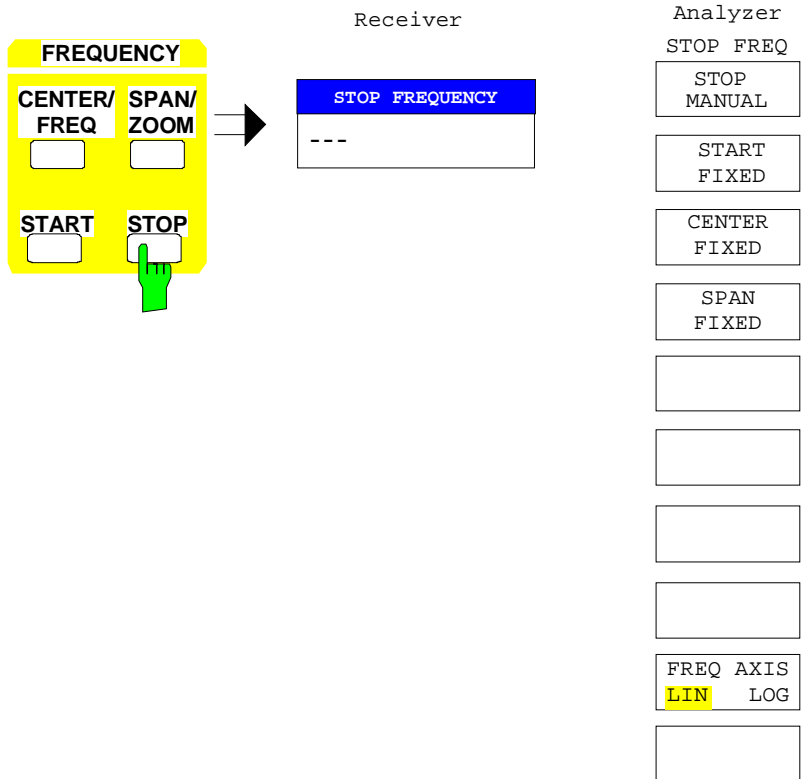 FREQUENCY
CENTER/ SPAN/
FREQ ZOOM
START STOP
Receiver
STOP FREQUENCY
---
Analyzer
STOP FREQ
STOP
MANUAL
START
FIXED
CENTER
FIXED
SPAN
FIXED
FREQ AXIS
LIN LOG